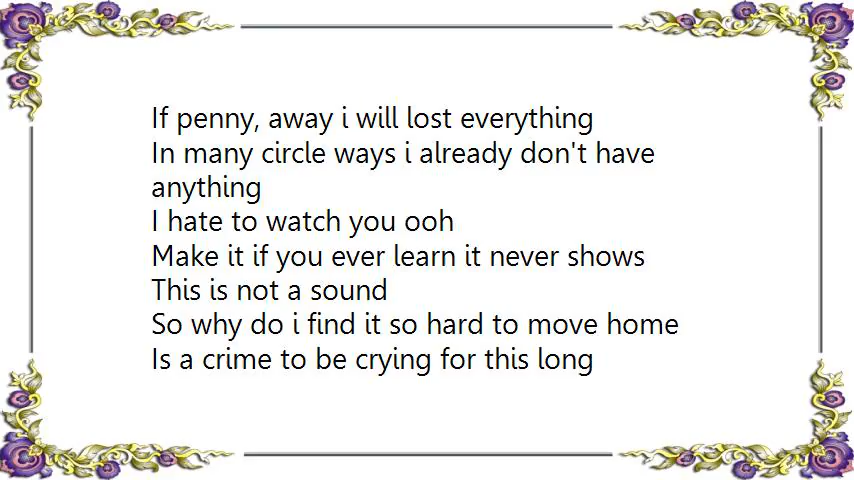 If penny, away i will lost everything
In many circle ways i already don't have
anything
I hate to watch you ooh
Make it if you ever learn it never shows
This is not a sound
So why do i find it so hard to move home
Is a crime to be crying for this long